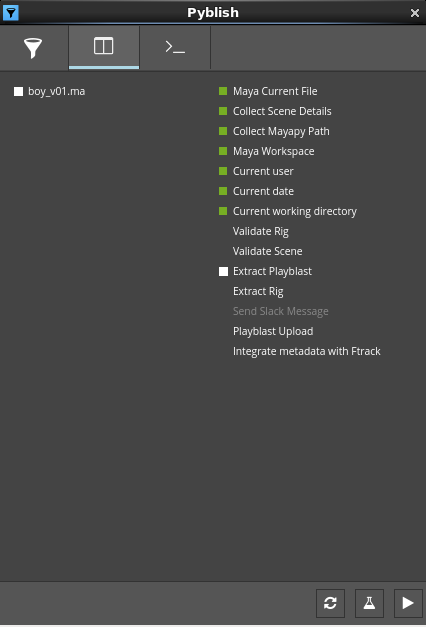 Pyblish
boy_v01.ma
Maya Current File
Collect Scene Details
Collect Mayapy Path
Maya Workspace
Current user
Current date
Current working directory
Validate Rig
Validate Scene
Extract Playblast
Extract Rig
Send Slack Message
Playblast Upload
Integrate metadata with Ftrack